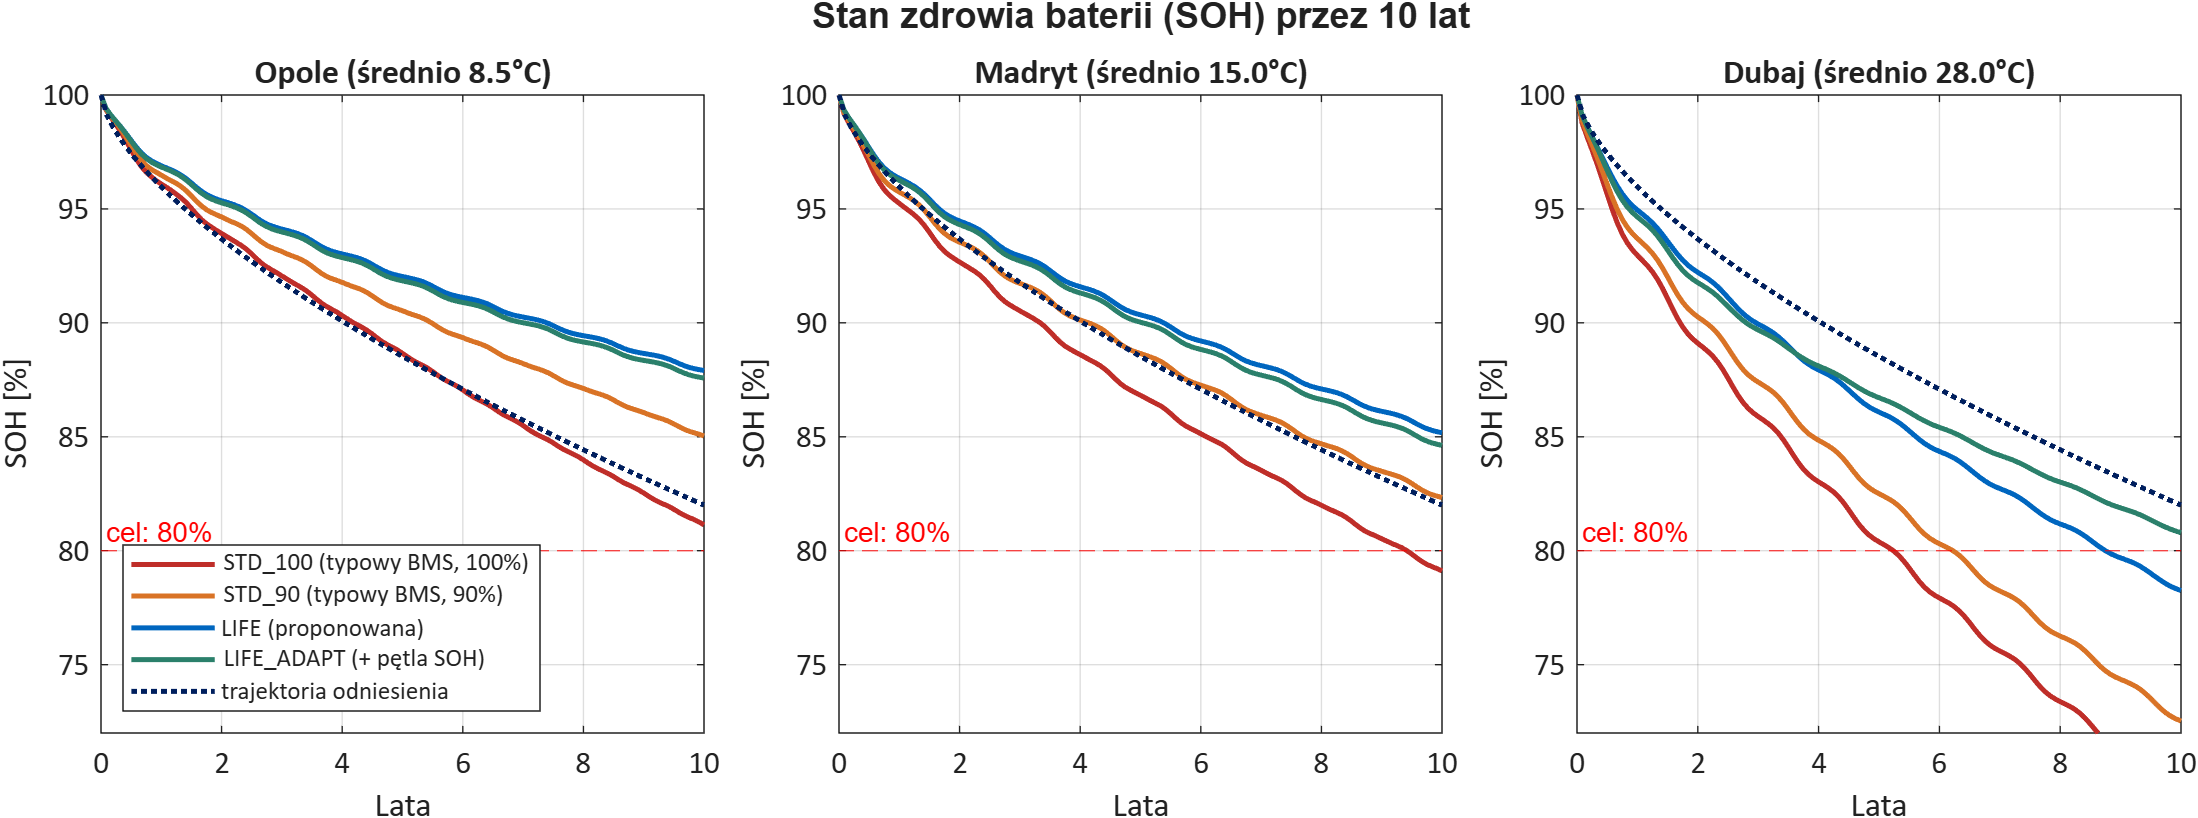 Stan zdrowia baterii (SOH) przez 10 lat
Opole (średnio 8.5°C)
100
95
90
85
80
75
SOH [%]
cel: 80%
STD_100 (typowy BMS, 100%)
STD_90 (typowy BMS, 90%)
LIFE (proponowana)
LIFE_ADAPT (+ pętla SOH)
trajektoria odniesienia
0 2 4 6 8 10
Lata
Madryt (średnio 15.0°C)
100
95
90
85
80
75
SOH [%]
cel: 80%
0 2 4 6 8 10
Lata
Dubaj (średnio 28.0°C)
100
95
90
85
80
75
SOH [%]
cel: 80%
0 2 4 6 8 10
Lata